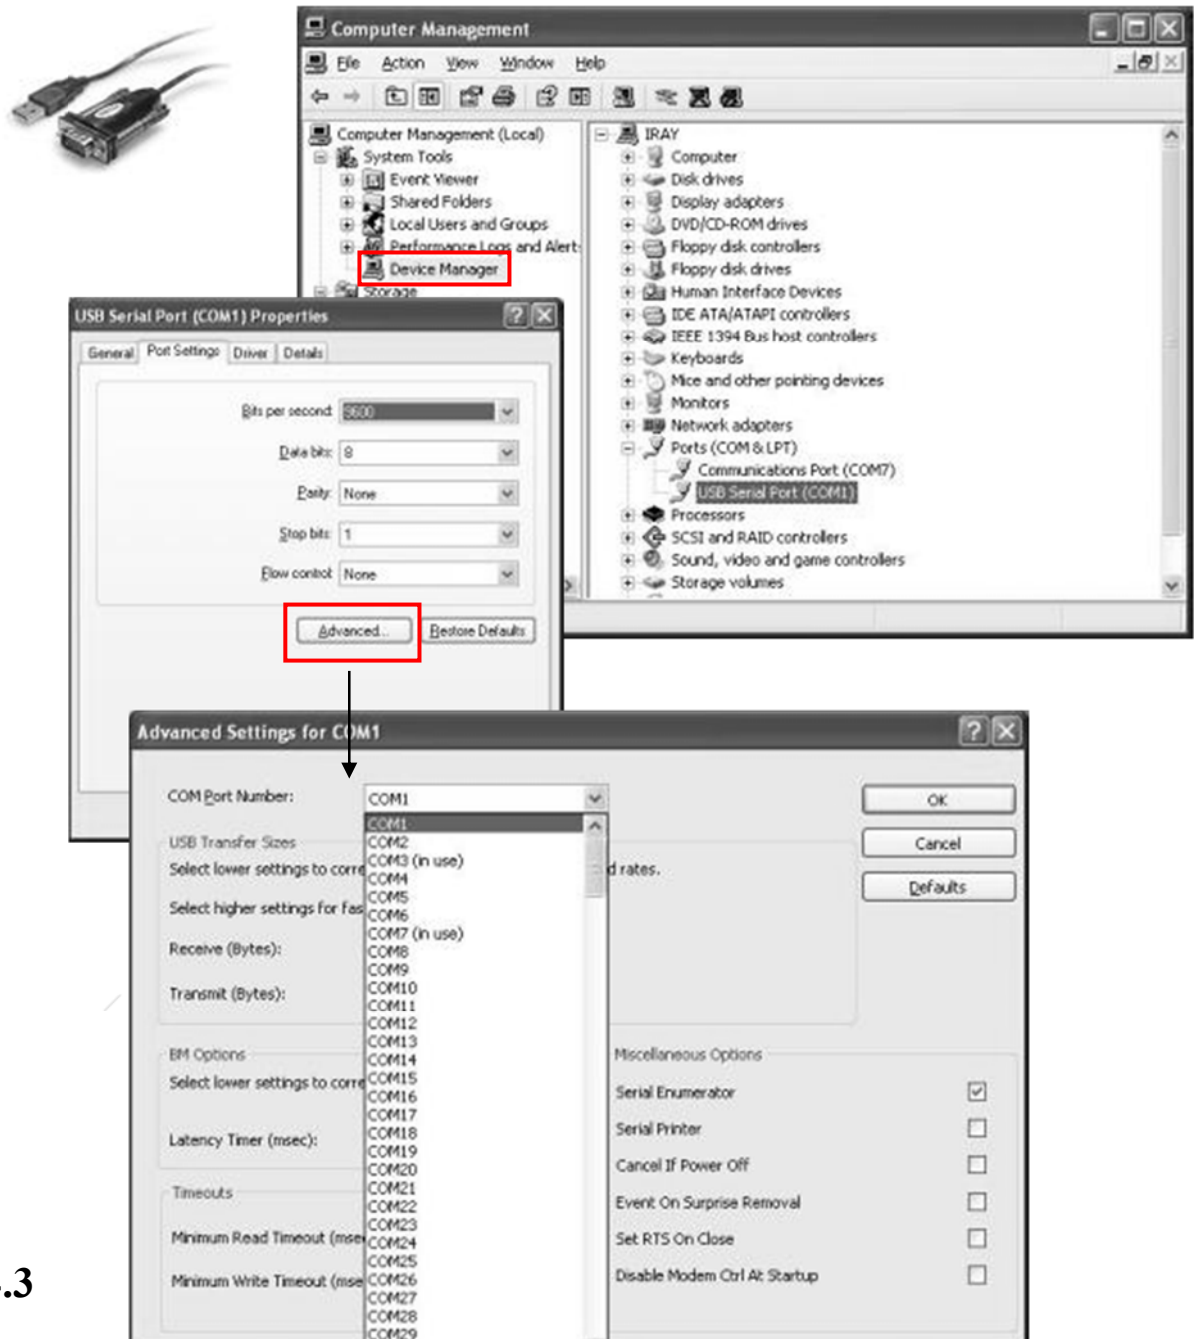 Computer Management
File Action View Window Help
Computer Management (Local)
System Tools
Event Viewer
Shared Folders
Local Users and Groups
Performance Logs and Alert
Device Manager
Storage
IRAY
Computer
Disk drives
Display adapters
DVD/CD-ROM drives
Floppy disk controllers
Floppy disk drives
Human Interface Devices
IDE ATA/ATAPI controllers
IEEE 1394 Bus host controllers
Keyboards
Mice and other pointing devices
Monitors
Network adapters
Ports (COM & LPT)
Communications Port (COM7)
USB Serial Port (COM1)
Processors
SCSI and RAID controllers
Sound, video and game controllers
Storage volumes
USB Serial Port (COM1) Properties
General Port Settings Driver Details
Bits per second: 9600
Data bits: 8
Parity: None
Stop bits: 1
Flow control: None
Advanced... Restore Defaults
Advanced Settings for COM1
COM Port Number: COM1
OK
Cancel
Defaults
COM1
COM2
COM3 (in use)
COM4
COM5
COM6
COM7 (in use)
COM8
COM9
COM10
COM11
COM12
COM13
COM14
COM15
COM16
COM17
COM18
COM19
COM20
COM21
COM22
COM23
COM24
COM25
COM26
COM27
COM28
COM29
USB Transfer Sizes
Select lower settings to corre d rates.
Select higher settings for fas
Receive (Bytes):
Transmit (Bytes):
BM Options
Select lower settings to corre
Latency Timer (msec):
Timeouts
Minimum Read Timeout (mse
Minimum Write Timeout (mse
Miscellaneous Options
Serial Enumerator
Serial Printer
Cancel If Power Off
Event On Surprise Removal
Set RTS On Close
Disable Modem Ctrl At Startup
.3